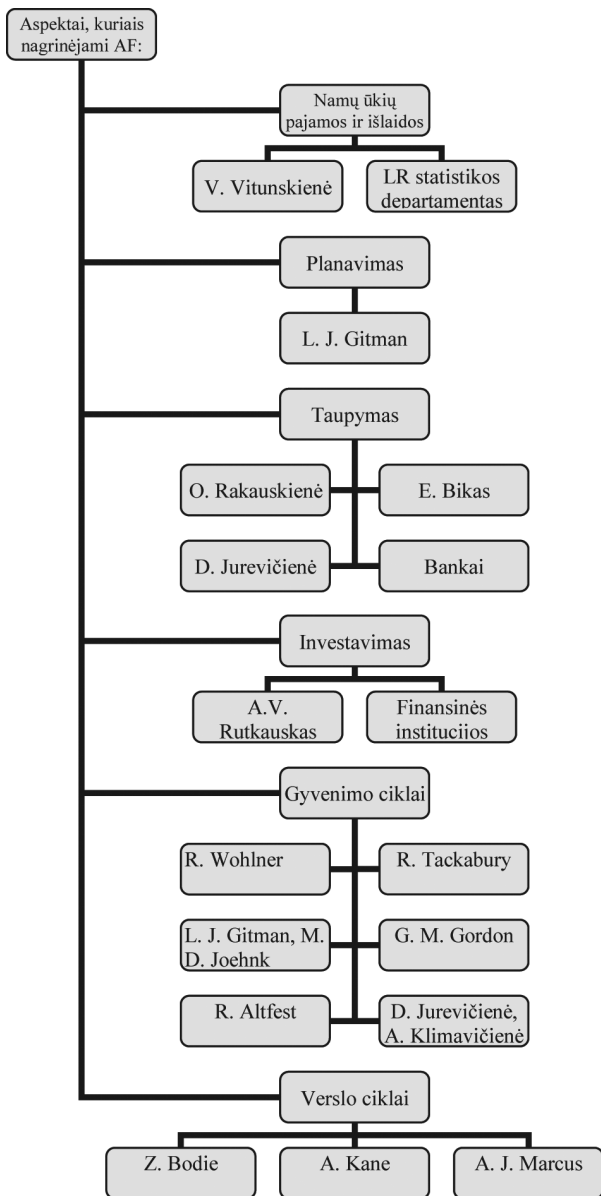 Aspektai, kuriais
nagrinėjami AF:
Namų ūkių
pajamos ir išlaidos
V. Vitunskienė
LR statistikos
departamentas
Planavimas
L. J. Gitman
Taupymas
O. Rakauskienė
E. Bikas
D. Jurevičienė
Bankai
Investavimas
A.V.
Rutkauskas
Finansinės
institucijos
Gyvenimo ciklai
R. Wohlner
R. Tackabury
L. J. Gitman, M.
D. Joehnk
G. M. Gordon
R. Altfest
D. Jurevičienė,
A. Klimavičienė
Verslo ciklai
Z. Bodie
A. Kane
A. J. Marcus